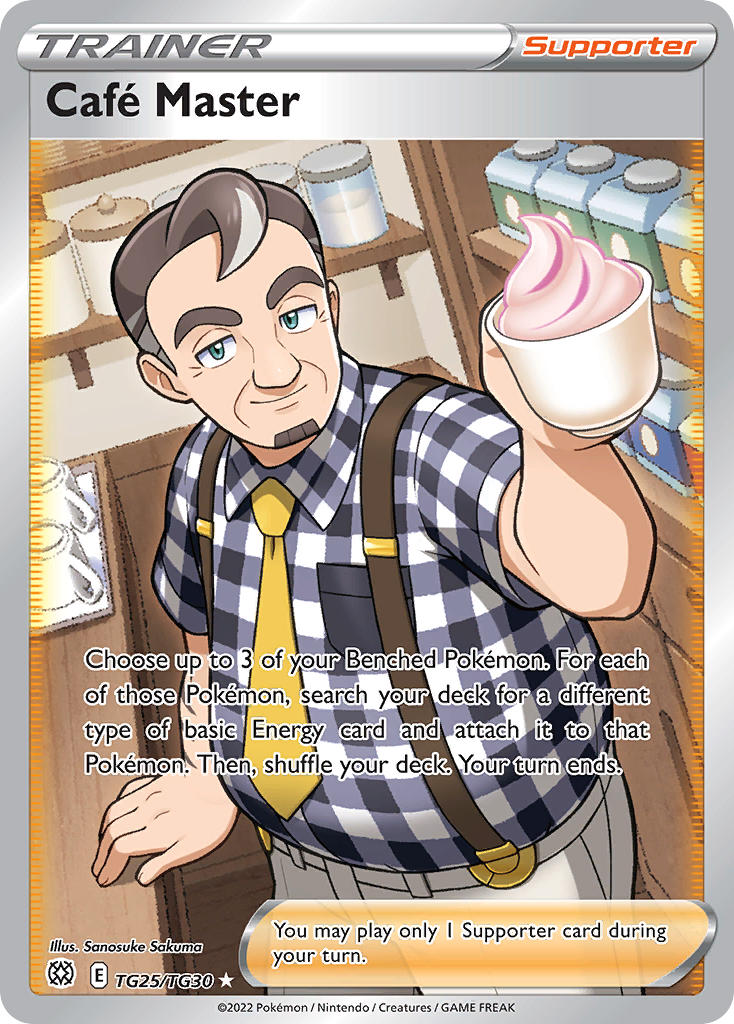 TRAINER
Supporter
Café Master
Choose up to 3 of your Benched Pokémon. For each
of those Pokémon, search your deck for a different
type of basic Energy card and attach it to that
Pokémon. Then, shuffle your deck. Your turn ends.
You may play only 1 Supporter card during
your turn.
Illus. Sanosuke Sakuma
E TG25/TG30 ★
©2022 Pokémon / Nintendo / Creatures / GAME FREAK